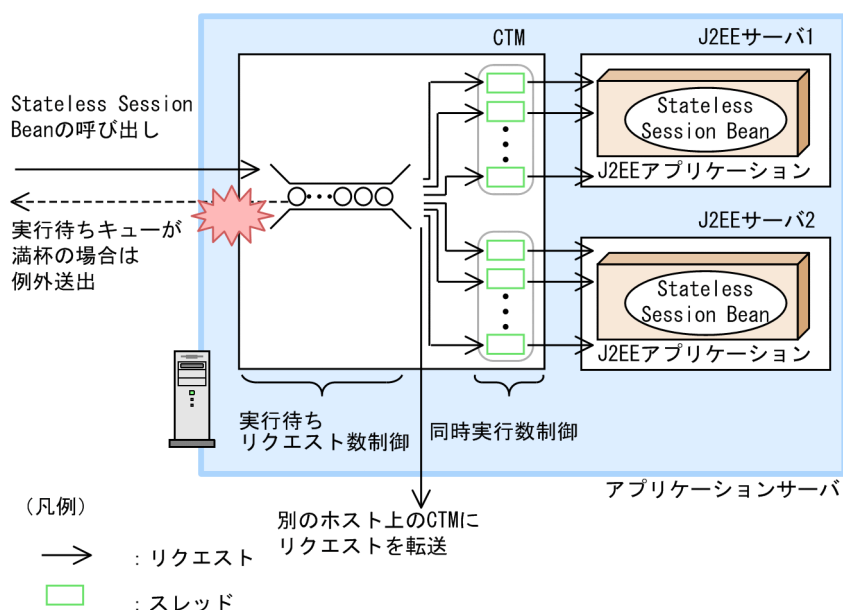 CTM
J2EEサーバ1
Stateless Session
Beanの呼び出し
Stateless
Session Bean
J2EEアプリケーション
実行待ちキューが
満杯の場合は
例外送出
J2EEサーバ2
Stateless
Session Bean
J2EEアプリケーション
実行待ち
リクエスト数制御
同時実行数制御
アプリケーションサーバ
別のホスト上のCTMに
リクエストを転送
(凡例)
:リクエスト
:スレッド